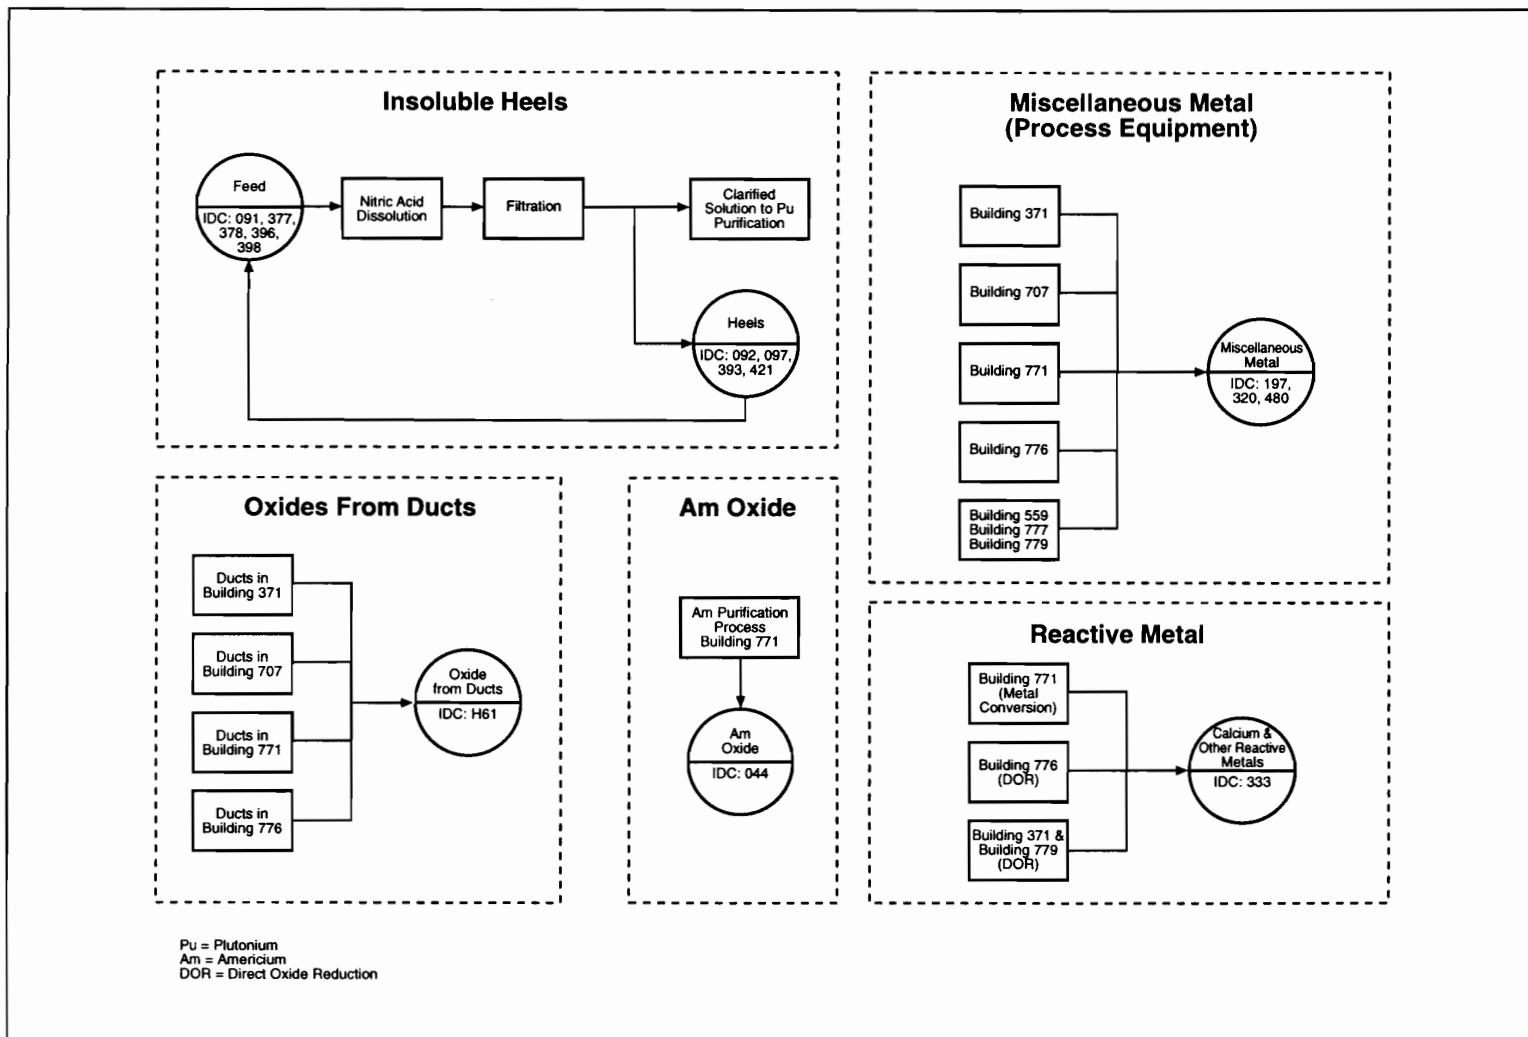 Insoluble Heels
Feed
IDC: 091, 377,
378, 396,
398
Nitric Acid
Dissolution
Filtration
Clarified
Solution to Pu
Purification
Heels
IDC: 092, 097,
393, 421
Miscellaneous Metal
(Process Equipment)
Building 371
Building 707
Building 771
Building 776
Building 559
Building 777
Building 779
Miscellaneous
Metal
IDC: 197,
320, 480
Oxides From Ducts
Ducts in
Building 371
Ducts in
Building 707
Ducts in
Building 771
Ducts in
Building 776
Oxide
from Ducts
IDC: H61
Am Oxide
Am Purification
Process
Building 771
Am
Oxide
IDC: 044
Reactive Metal
Building 771
(Metal
Conversion)
Building 776
(DOR)
Building 371 &
Building 779
(DOR)
Calcium &
Other Reactive
Metals
IDC: 333
Pu = Plutonium
Am = Americium
DOR = Direct Oxide Reduction